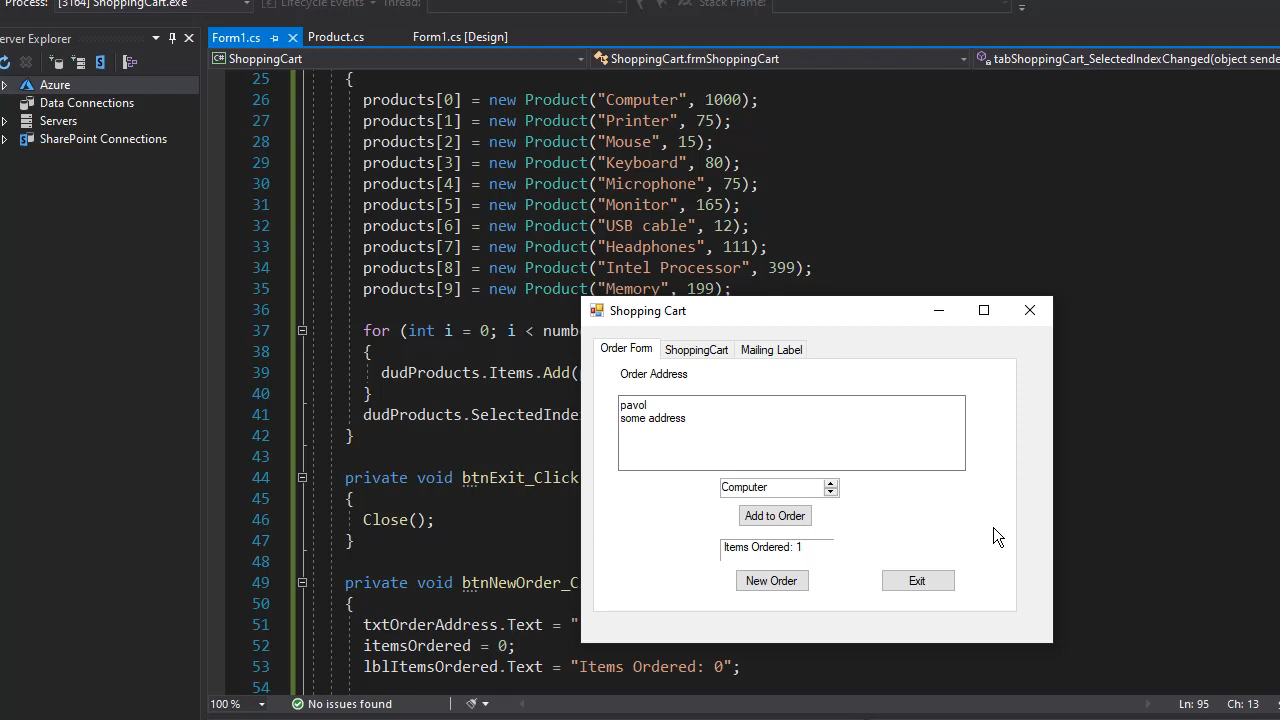 Process: [3164] ShoppingCart.exe
Lifecycle Events
Thread:
Stack Frame:
erver Explorer
Form1.cs
Product.cs
Form1.cs [Design]
C# ShoppingCart
ShoppingCart.frmShoppingCart
tabShoppingCart_SelectedIndexChanged(object sende
Azure
Data Connections
Servers
SharePoint Connections
25 {
26 products[0] = new Product("Computer", 1000);
27 products[1] = new Product("Printer", 75);
28 products[2] = new Product("Mouse", 15);
29 products[3] = new Product("Keyboard", 80);
30 products[4] = new Product("Microphone", 75);
31 products[5] = new Product("Monitor", 165);
32 products[6] = new Product("USB cable", 12);
33 products[7] = new Product("Headphones", 111);
34 products[8] = new Product("Intel Processor", 399);
35 products[9] = new Product("Memory", 199);
36
37 for (int i = 0; i < numb
38 {
39 dudProducts.Items.Add(
40 }
41 dudProducts.SelectedInde
42 }
43
44 private void btnExit_Click
45 {
46 Close();
47 }
48
49 private void btnNewOrder_C
50 {
51 txtOrderAddress.Text = "
52 itemsOrdered = 0;
53 lblItemsOrdered.Text = "Items Ordered: 0";
54
Shopping Cart
Order Form
ShoppingCart
Mailing Label
Order Address
pavol
some address
Computer
Add to Order
Items Ordered: 1
New Order
Exit
100 %
No issues found
Ln: 95
Ch: 13